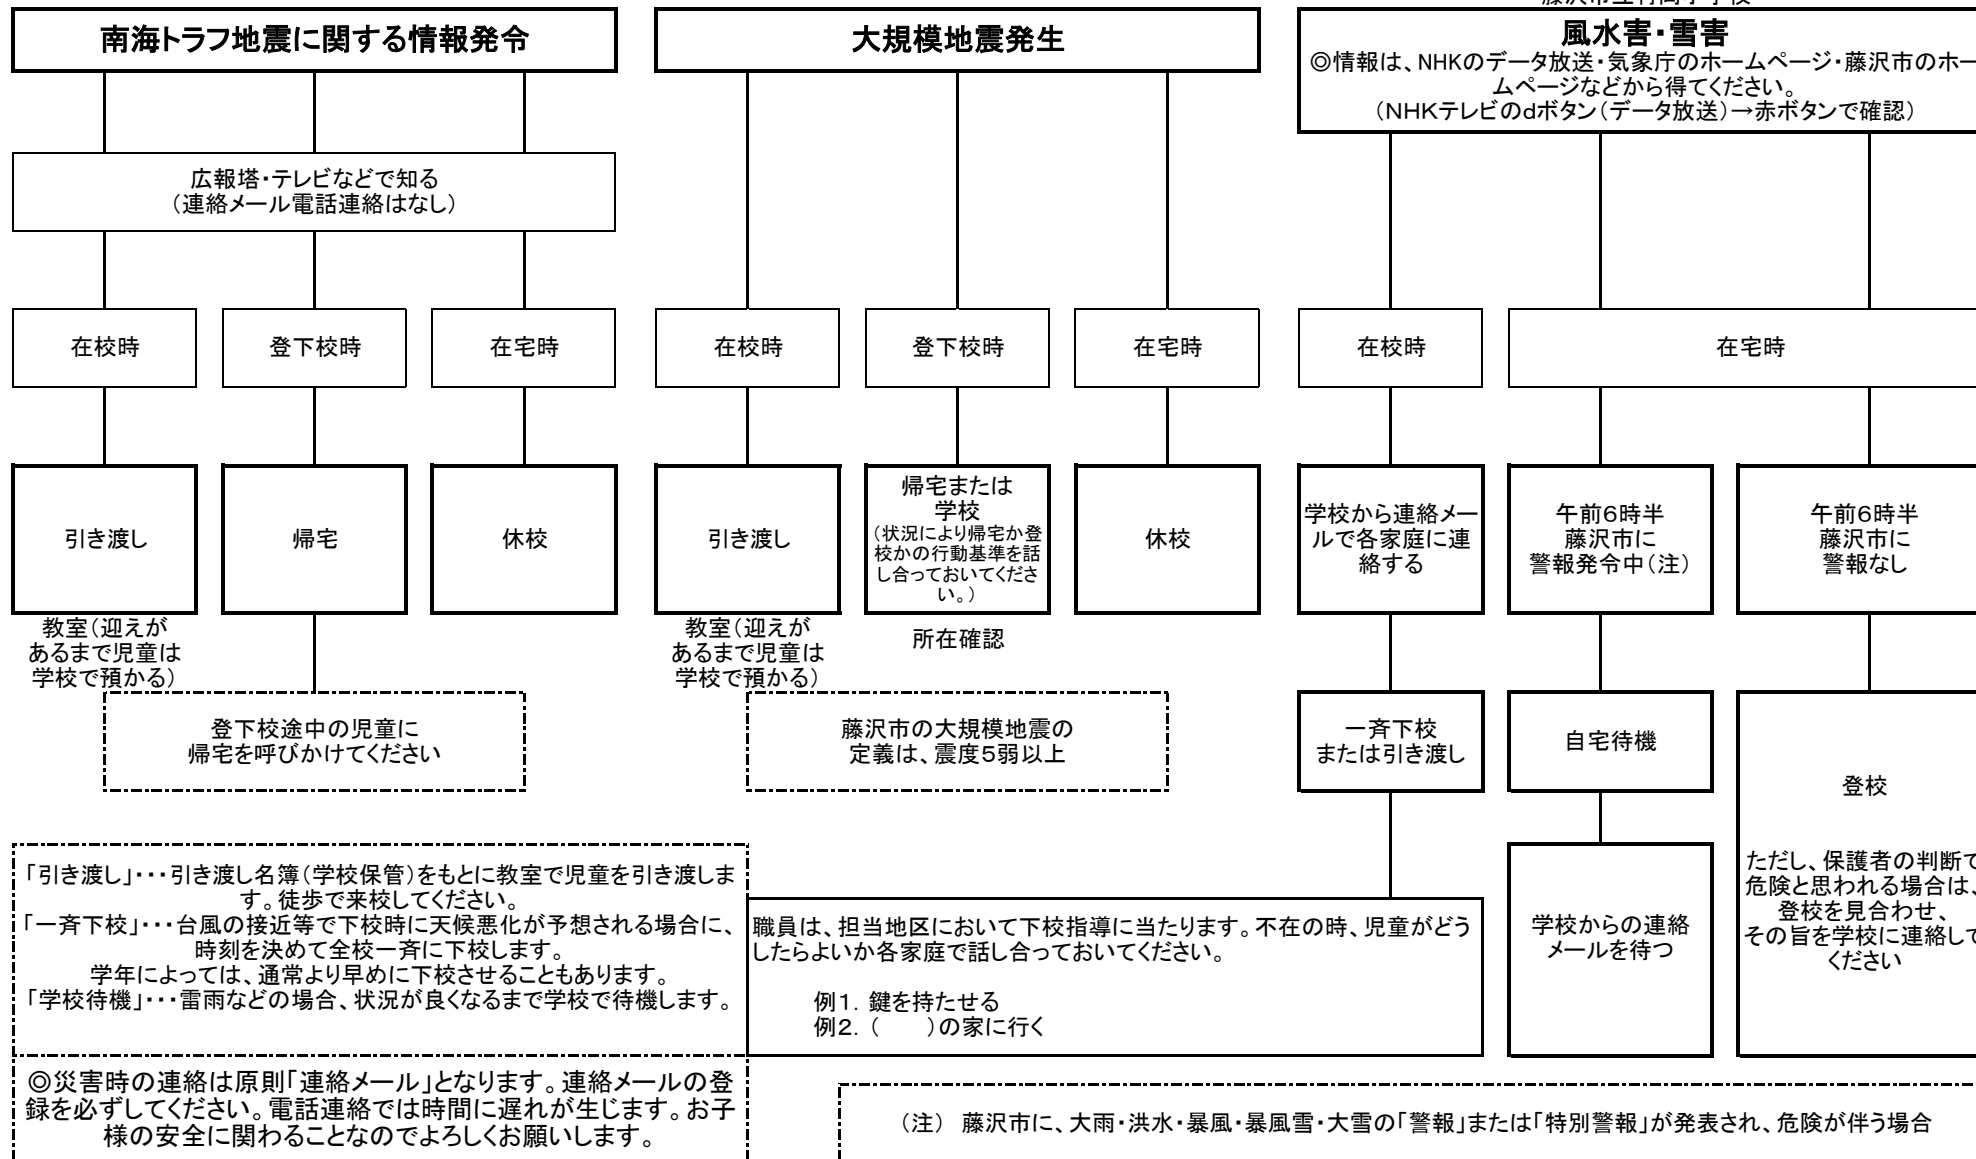 南海トラフ地震に関する情報発令
大規模地震発生
風水害・雪害
◎情報は、NHKのデータ放送・気象庁のホームページ・藤沢市のホー
ムページなどから得てください。
（NHKテレビのdボタン（データ放送）→赤ボタンで確認）
広報塔・テレビなどで知る
（連絡メール電話連絡はなし）
在校時
登下校時
在宅時
在校時
登下校時
在宅時
在校時
在宅時
引き渡し
帰宅
休校
引き渡し
帰宅または
学校
（状況により帰宅か登
校かの行動基準を話
し合っておいてくださ
い。）
休校
学校から連絡メー
ルで各家庭に連
絡する
午前６時半
藤沢市に
警報発令中（注）
午前６時半
藤沢市に
警報なし
教室（迎えが
あるまで児童は
学校で預かる）
教室（迎えが
あるまで児童は
学校で預かる）
所在確認
登下校途中の児童に
帰宅を呼びかけてください
藤沢市の大規模地震の
定義は、震度５弱以上
一斉下校
または引き渡し
自宅待機
登校
ただし、保護者の判断で
危険と思われる場合は、
登校を見合わせ、
その旨を学校に連絡して
ください
学校からの連絡
メールを待つ
「引き渡し」・・・引き渡し名簿（学校保管）をもとに教室で児童を引き渡しま
す。徒歩で来校してください。
「一斉下校」・・・台風の接近等で下校時に天候悪化が予想される場合に、
時刻を決めて全校一斉に下校します。
学年によっては、通常より早めに下校させることもあります。
「学校待機」・・・雷雨などの場合、状況が良くなるまで学校で待機します。
職員は、担当地区において下校指導に当たります。不在の時、児童がどう
したらよいか各家庭で話し合っておいてください。
例１．鍵を持たせる
例２．（　　）の家に行く
◎災害時の連絡は原則「連絡メール」となります。連絡メールの登
録を必ずしてください。電話連絡では時間に遅れが生じます。お子
様の安全に関わることなのでよろしくお願いします。
（注）　藤沢市に、大雨・洪水・暴風・暴風雪・大雪の「警報」または「特別警報」が発表され、危険が伴う場合